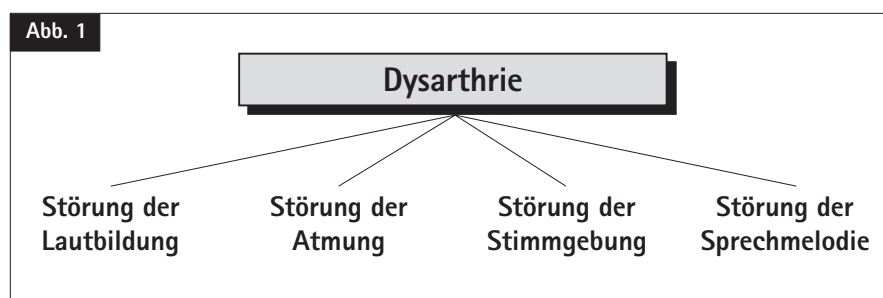 Abb. 1
Dysarthrie
Störung der
Lautbildung
Störung der
Atmung
Störung der
Stimmgebung
Störung der
Sprechmelodie